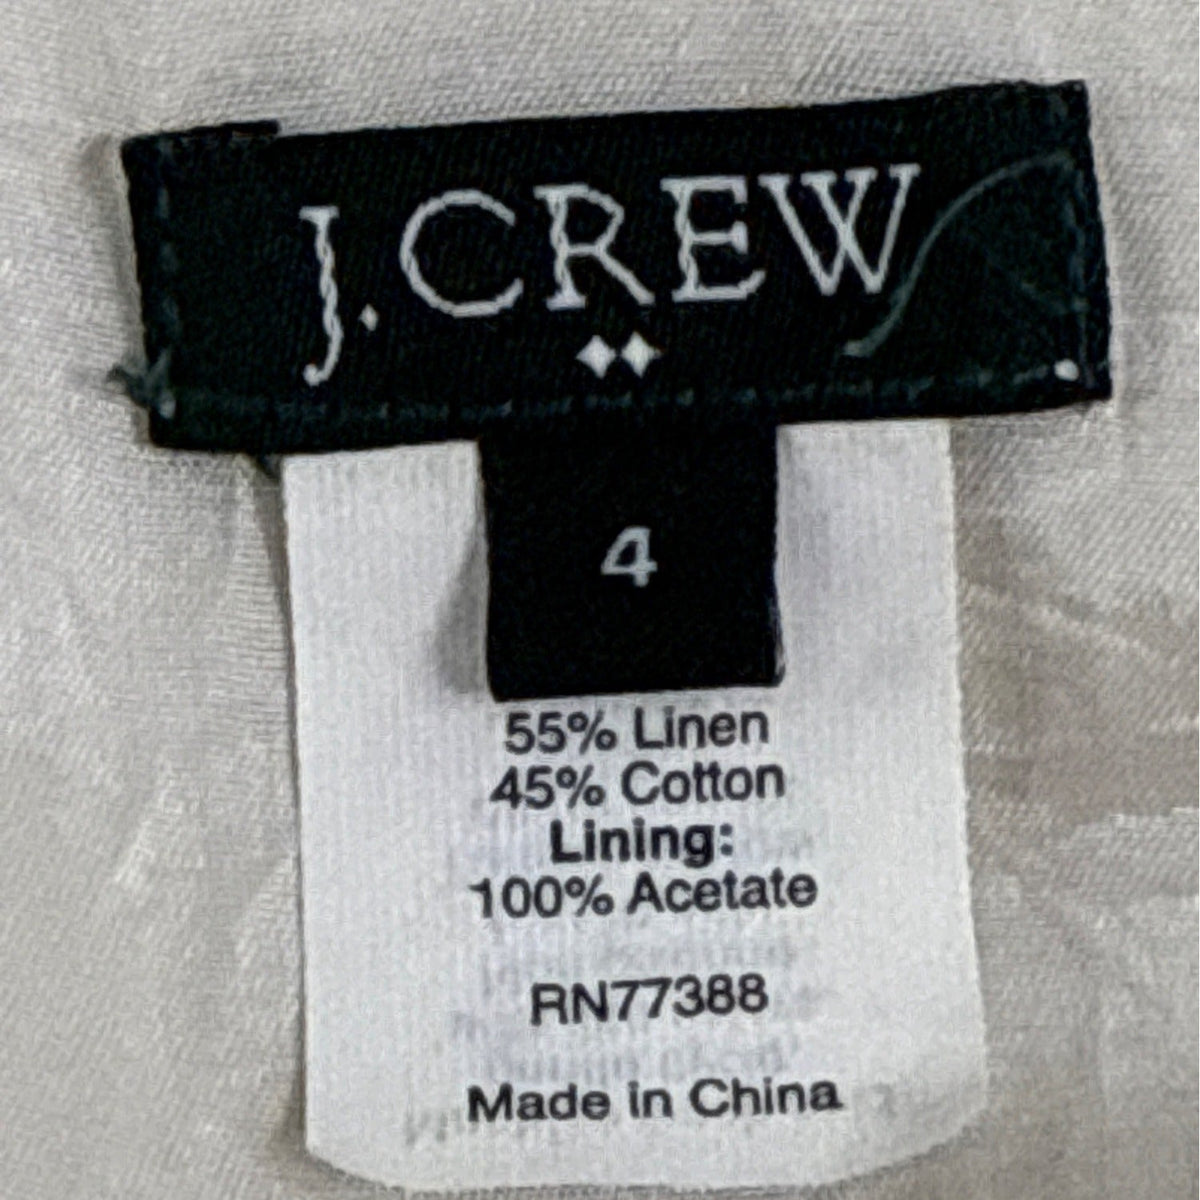 J.CREW
4
55% Linen
45% Cotton
Lining:
100% Acetate
RN77388
Made in China